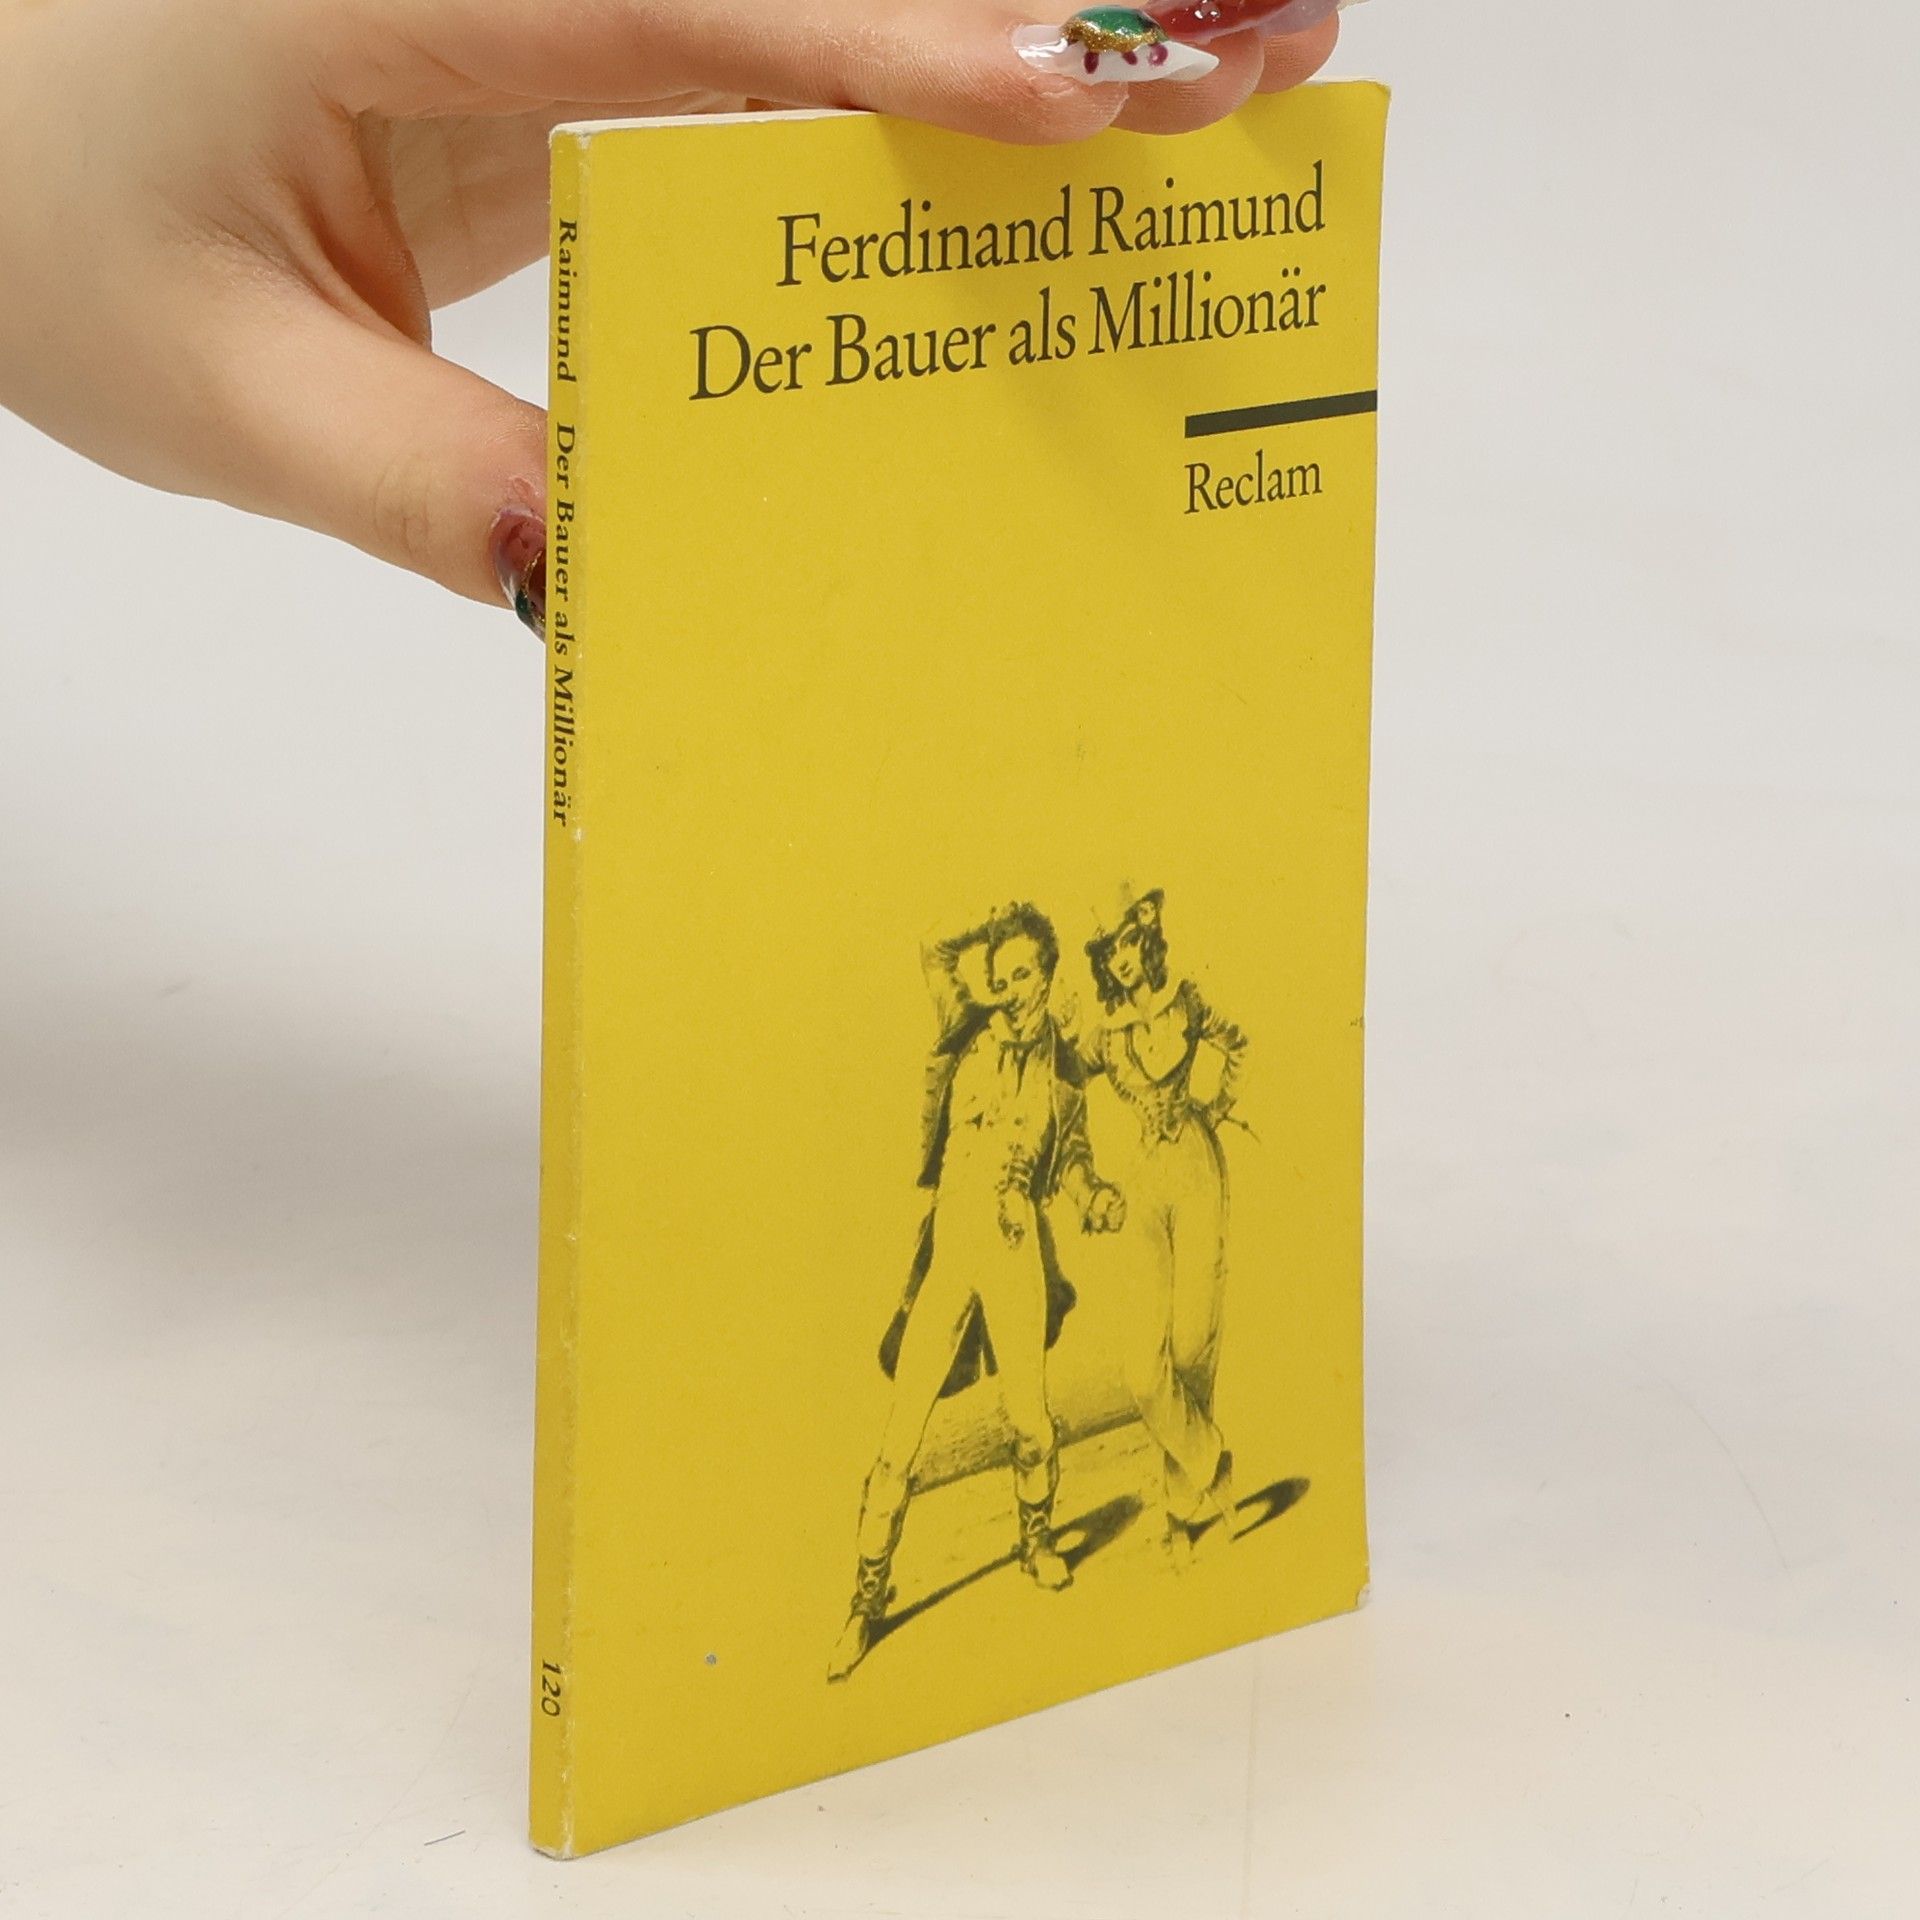 Ferdinand Raimund
Der Bauer als Millionär
Reclam
Raimund Der Bauer als Millionär
120